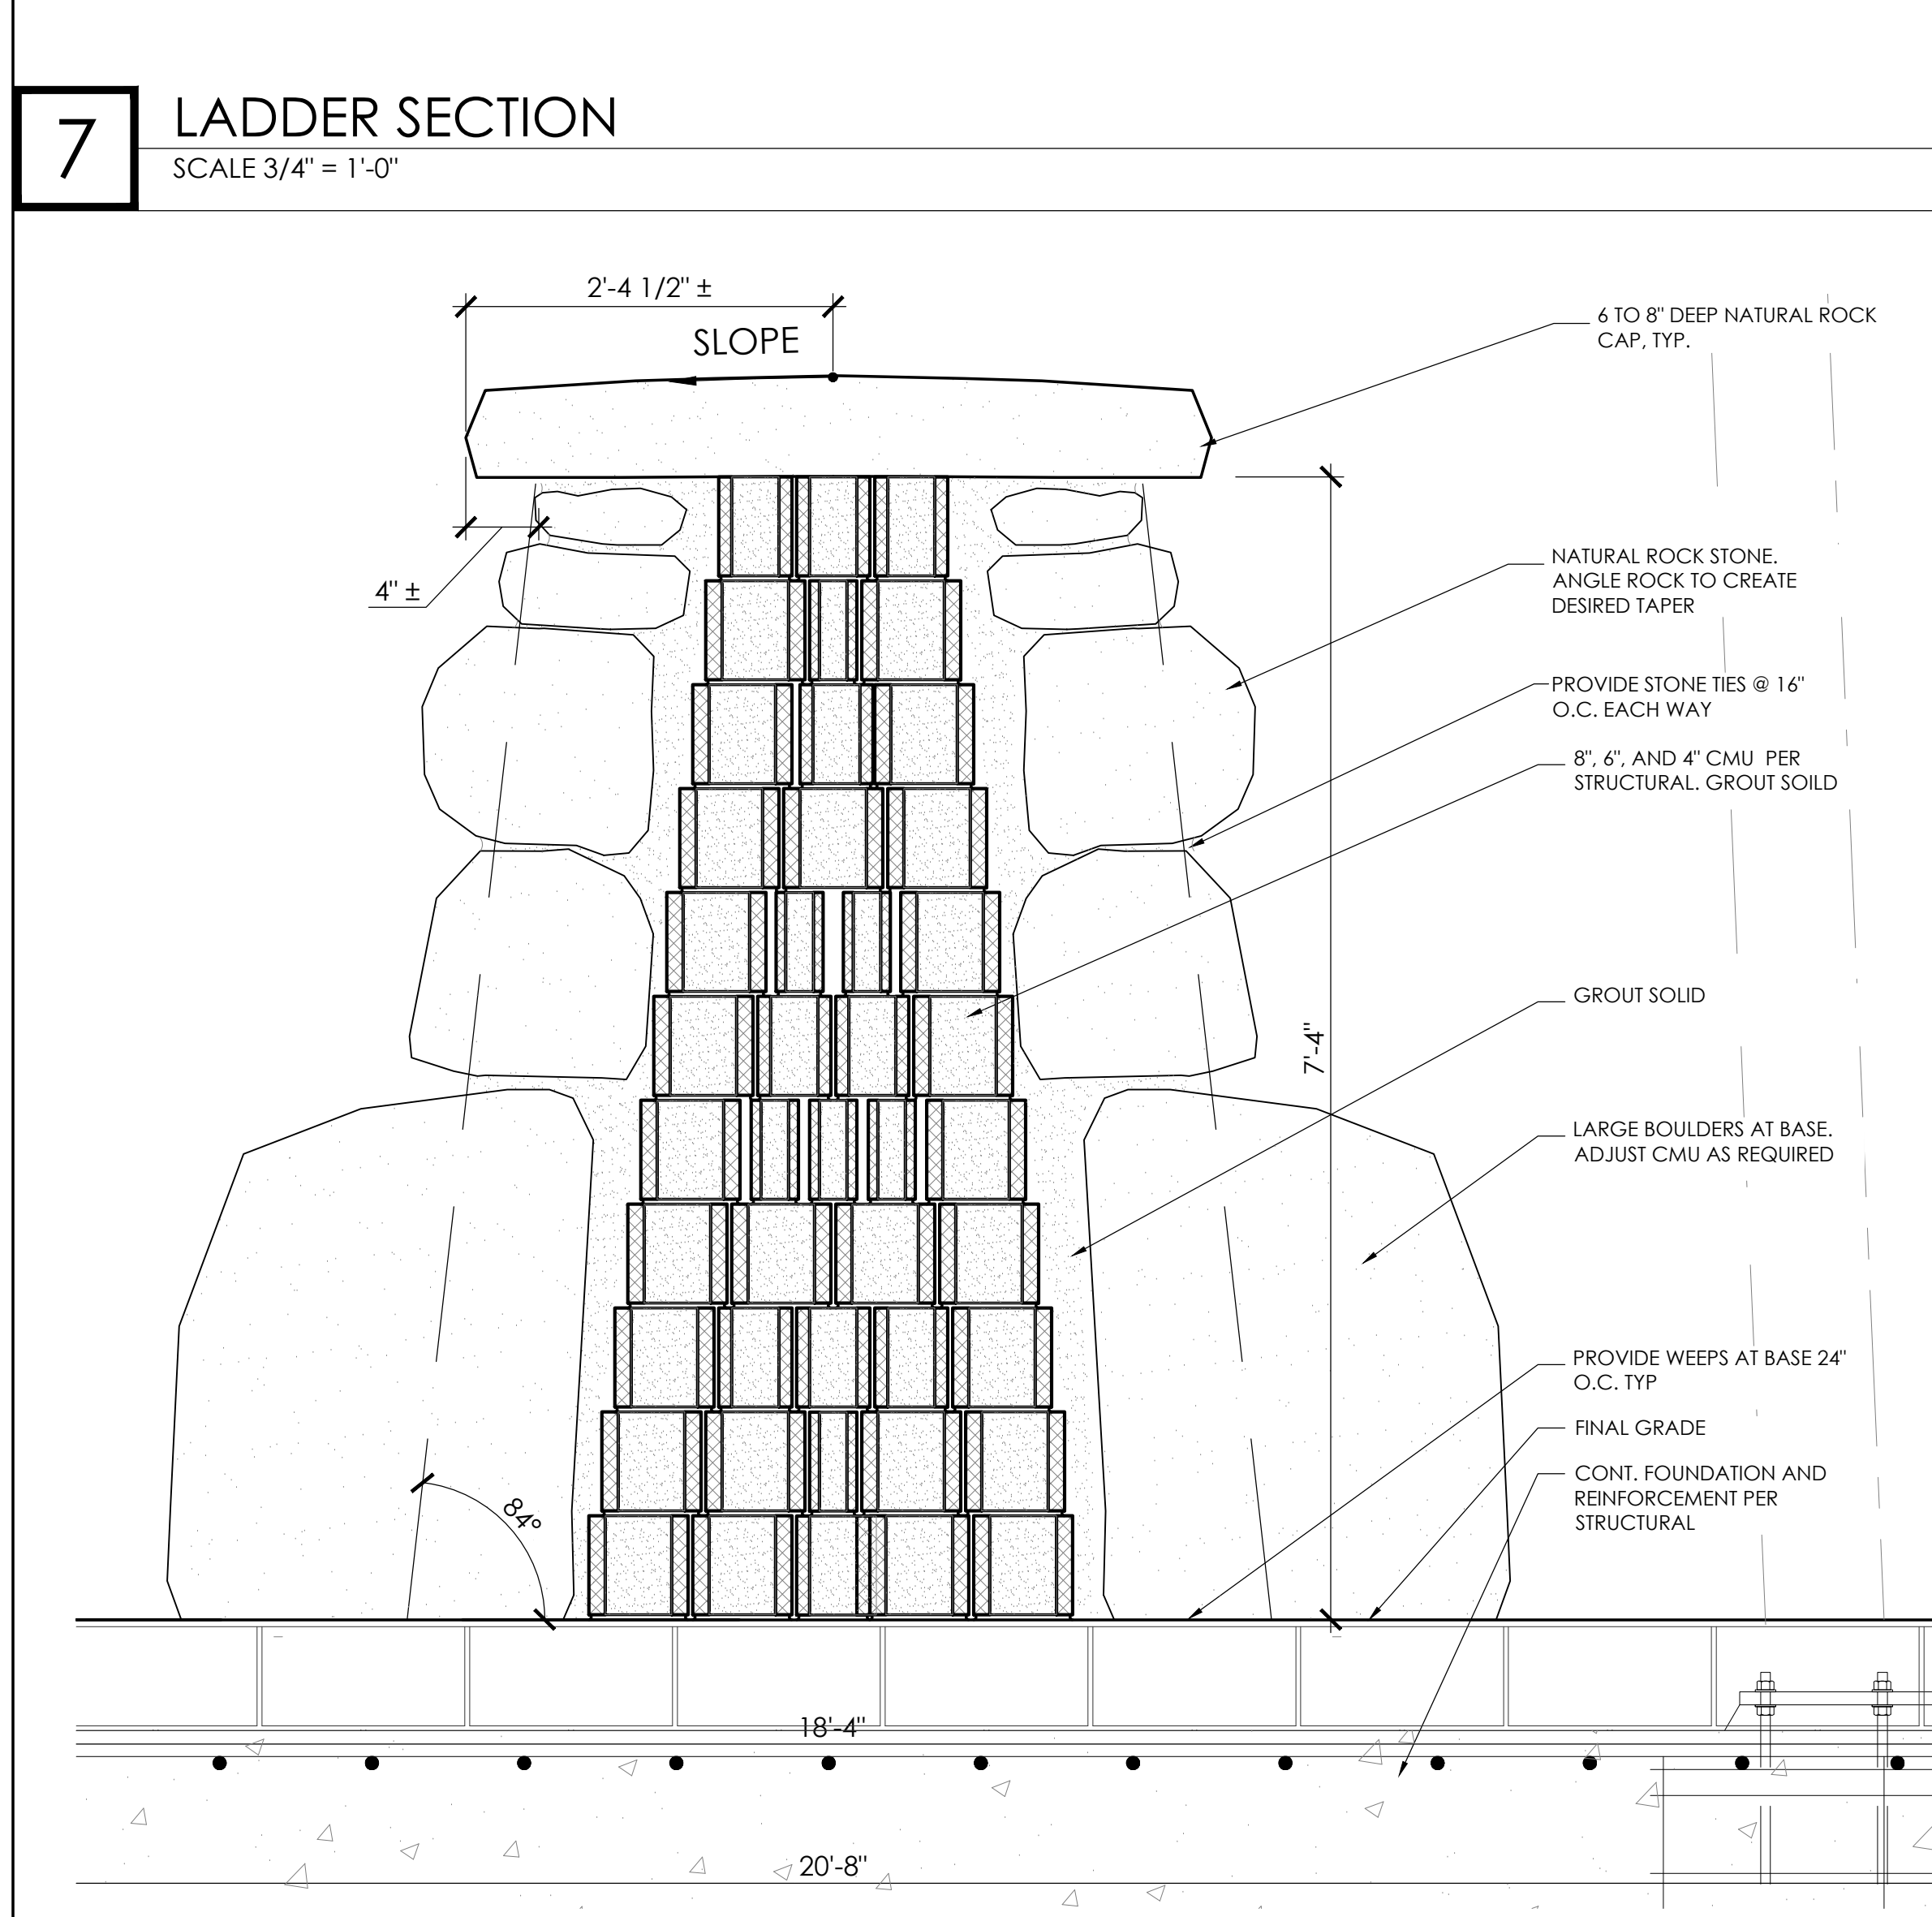 7
LADDER SECTION
SCALE 3/4" = 1'-0"
2'-4 1/2" ±
SLOPE
6 TO 8" DEEP NATURAL ROCK
CAP, TYP.
4" ±
NATURAL ROCK STONE.
ANGLE ROCK TO CREATE
DESIRED TAPER
PROVIDE STONE TIES @ 16"
O.C. EACH WAY
8", 6", AND 4" CMU PER
STRUCTURAL. GROUT SOILD
GROUT SOLID
7'-4"
LARGE BOULDERS AT BASE.
ADJUST CMU AS REQUIRED
PROVIDE WEEPS AT BASE 24"
O.C. TYP
FINAL GRADE
CONT. FOUNDATION AND
REINFORCEMENT PER
STRUCTURAL
84°
18'-4"
20'-8"